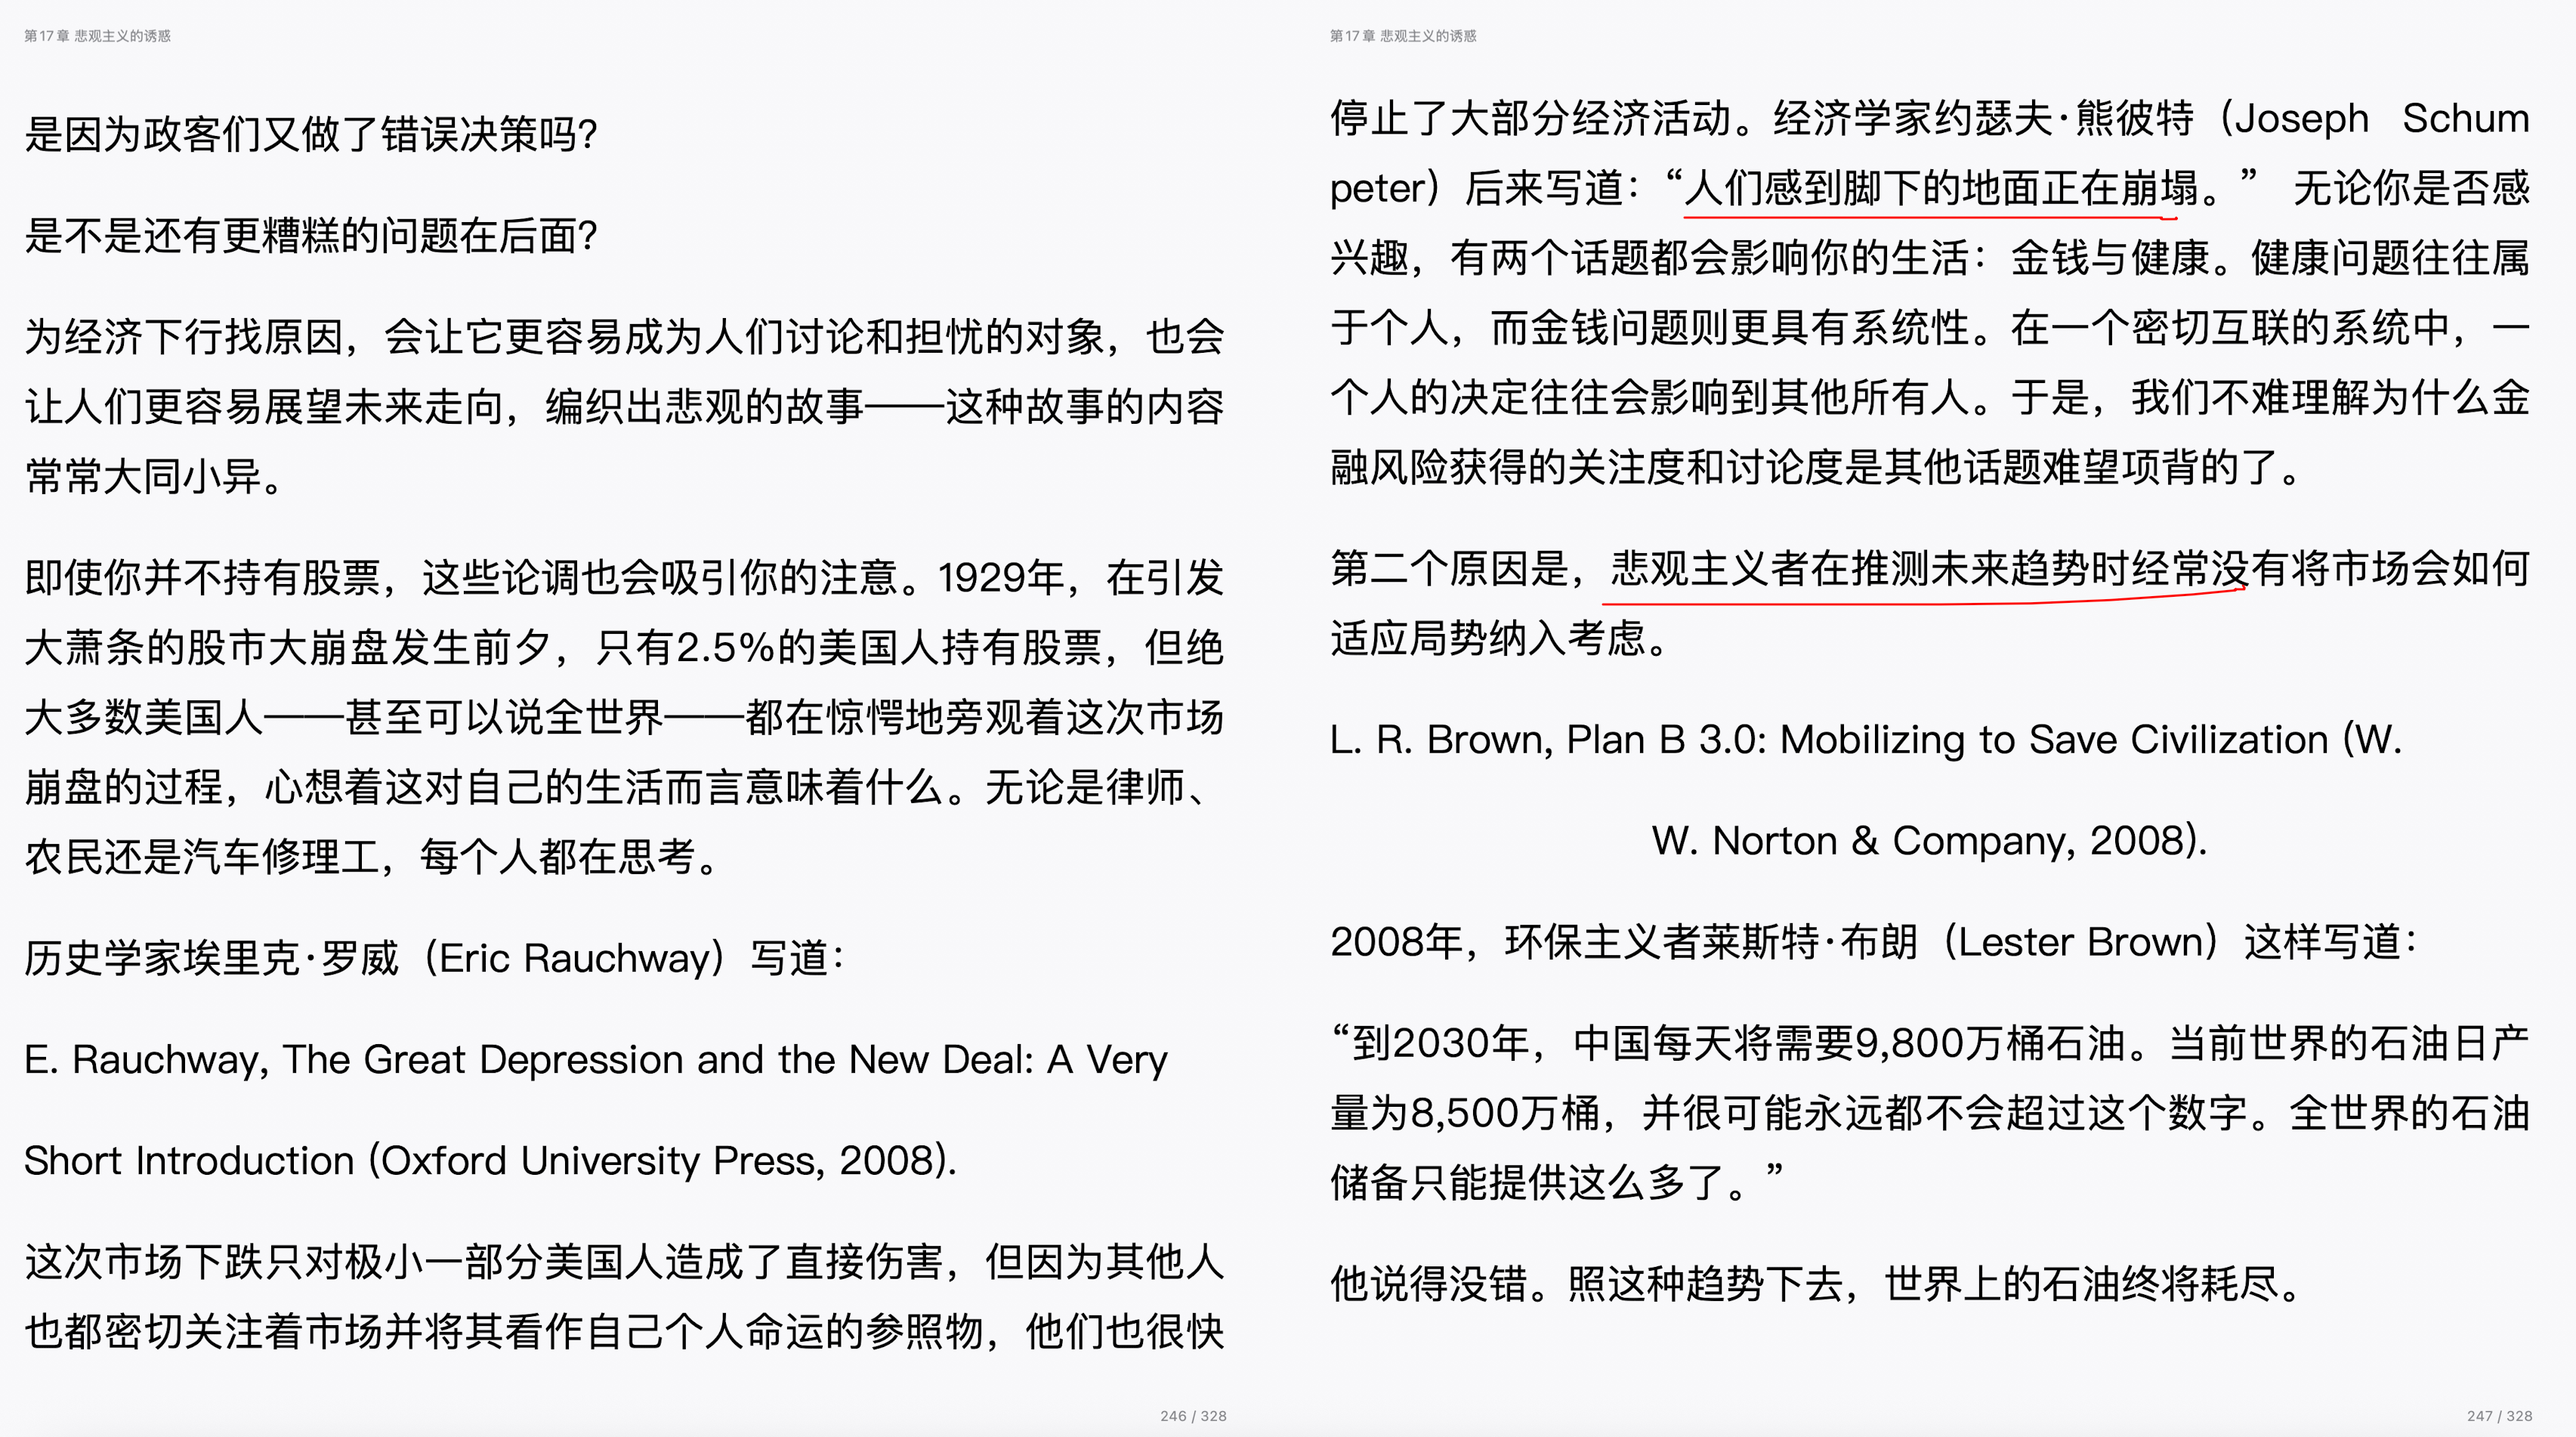 第17章 悲观主义的诱惑
是因为政客们又做了错误决策吗？
是不是还有更糟糕的问题在后面？
为经济下行找原因，会让它更容易成为人们讨论和担忧的对象，也会
让人们更容易展望未来走向，编织出悲观的故事——这种故事的内容
常常大同小异。
即使你并不持有股票，这些论调也会吸引你的注意。1929年，在引发
大萧条的股市大崩盘发生前夕，只有2.5%的美国人持有股票，但绝
大多数美国人——甚至可以说全世界——都在惊愕地旁观着这次市场
崩盘的过程，心想着这对自己的生活而言意味着什么。无论是律师、
农民还是汽车修理工，每个人都在思考。
历史学家埃里克·罗威（Eric Rauchway）写道：
E. Rauchway, The Great Depression and the New Deal: A Very
Short Introduction (Oxford University Press, 2008).
这次市场下跌只对极小一部分美国人造成了直接伤害，但因为其他人
也都密切关注着市场并将其看作自己个人命运的参照物，他们也很快
246 / 328
第17章 悲观主义的诱惑
停止了大部分经济活动。经济学家约瑟夫·熊彼特（Joseph Schum
peter）后来写道：“人们感到脚下的地面正在崩塌。” 无论你是否感
兴趣，有两个话题都会影响你的生活：金钱与健康。健康问题往往属
于个人，而金钱问题则更具有系统性。在一个密切互联的系统中，一
个人的决定往往会影响到其他所有人。于是，我们不难理解为什么金
融风险获得的关注度和讨论度是其他话题难望项背的了。
第二个原因是，悲观主义者在推测未来趋势时经常没有将市场会如何
适应局势纳入考虑。
L. R. Brown, Plan B 3.0: Mobilizing to Save Civilization (W.
W. Norton & Company, 2008).
2008年，环保主义者莱斯特·布朗（Lester Brown）这样写道：
“到2030年，中国每天将需要9,800万桶石油。当前世界的石油日产
量为8,500万桶，并很可能永远都不会超过这个数字。全世界的石油
储备只能提供这么多了。”
他说得没错。照这种趋势下去，世界上的石油终将耗尽。
247 / 328